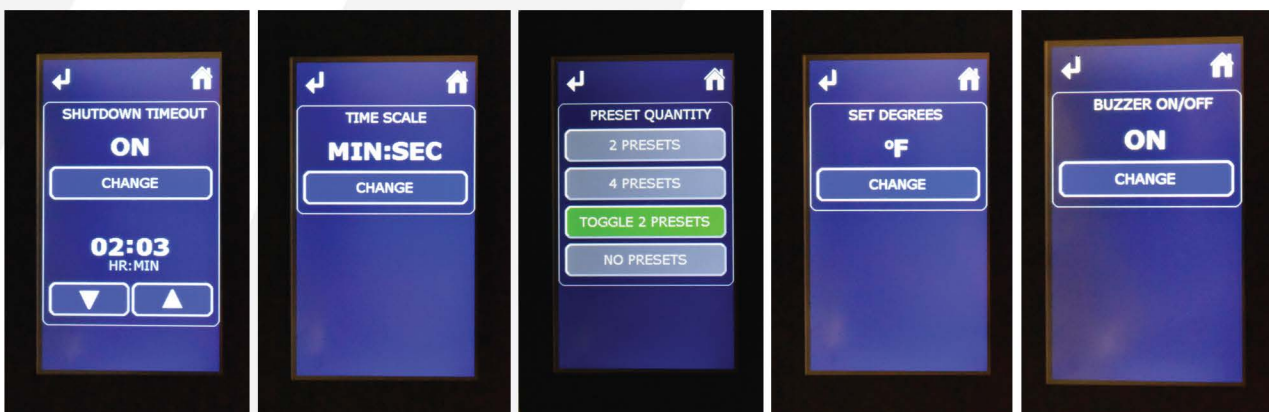 SHUTDOWN TIMEOUT
ON
CHANGE
02:03
HR:MIN
TIME SCALE
MIN:SEC
CHANGE
PRESET QUANTITY
2 PRESETS
4 PRESETS
TOGGLE 2 PRESETS
NO PRESETS
SET DEGREES
°F
CHANGE
BUZZER ON/OFF
ON
CHANGE